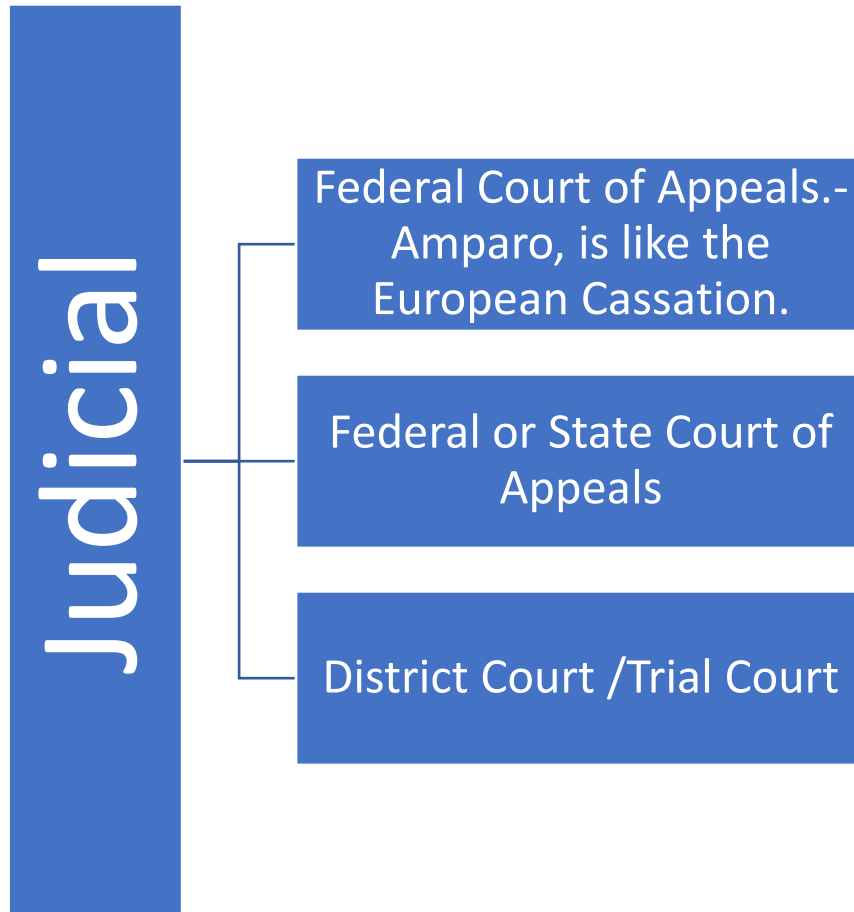 Judicial
Federal Court of Appeals.-
Amparo, is like the
European Cassation.
Federal or State Court of
Appeals
District Court /Trial Court